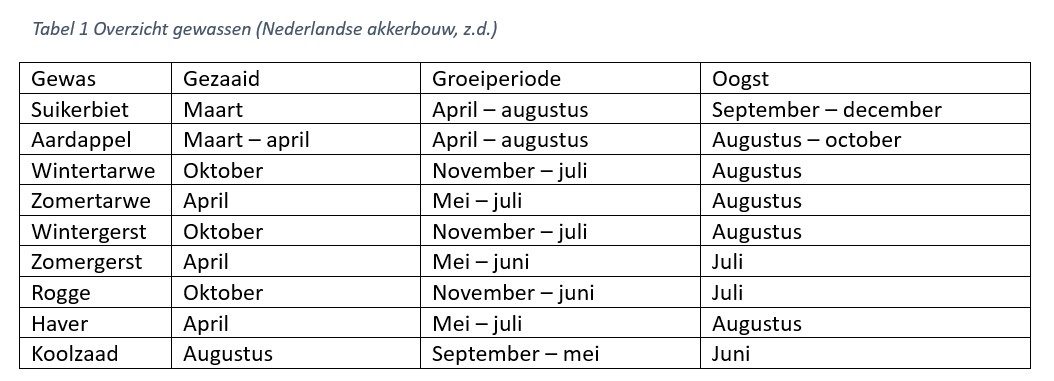 Tabel 1 Overzicht gewassen (Nederlandse akkerbouw, z.d.)
Gewas Gezaaid Groeiperiode Oogst
Suikerbiet Maart April – augustus September – december
Aardappel Maart – april April – augustus Augustus – october
Wintertarwe Oktober November – juli Augustus
Zomertarwe April Mei – juli Augustus
Wintergerst Oktober November – juli Augustus
Zomergerst April Mei – juni Juli
Rogge Oktober November – juni Juli
Haver April Mei – juli Augustus
Koolzaad Augustus September – mei Juni